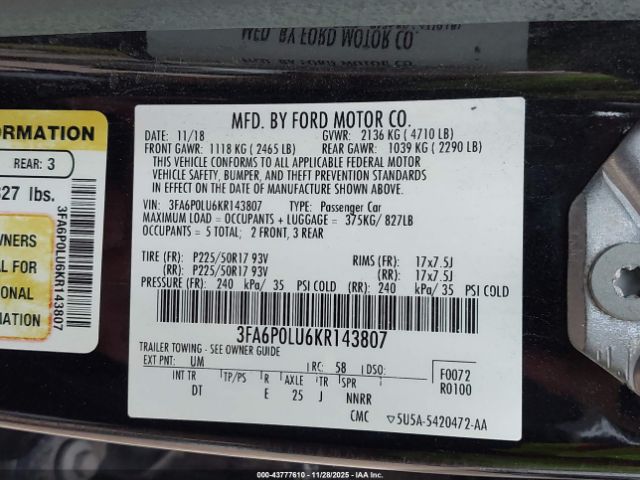 MFD. BY FORD MOTOR CO.
ORMATION
REAR: 3
827 lbs.
WNERS
AL FOR
ONAL
MATION
3FA6P0LU6KR143807
MFD. BY FORD MOTOR CO.
DATE: 11/18 GVWR: 2136 KG ( 4710 LB)
FRONT GAWR: 1118 KG ( 2465 LB) REAR GAWR: 1039 KG ( 2290 LB)
THIS VEHICLE CONFORMS TO ALL APPLICABLE FEDERAL MOTOR
VEHICLE SAFETY, BUMPER, AND THEFT PREVENTION STANDARDS IN EFFECT ON THE
DATE OF MANUFACTURE SHOWN ABOVE.
VIN: 3FA6P0LU6KR143807 TYPE: Passenger Car
MAXIMUM LOAD = OCCUPANTS + LUGGAGE = 375KG/ 827LB
OCCUPANTS = 5 TOTAL; 2 FRONT, 3 REAR
TIRE (FR): P225/50R17 93V RIMS (FR): 17x7.5J
(RR): P225/50R17 93V (RR): 17x7.5J
PRESSURE (FR): 240 kPa/ 35 PSI COLD (RR): 240 kPa/ 35 PSI COLD
3FA6P0LU6KR143807
TRAILER TOWING - SEE OWNER GUIDE
EXT PNT: UM RC: 58 DSO: F0072
INT TR TP/PS R AXLE TR SPR R0100
DT E 25 J NNRR
CMC ▽5U5A-5420472-AA
000-43777610 - 11/28/2025 - IAAHOLDINGS INC.